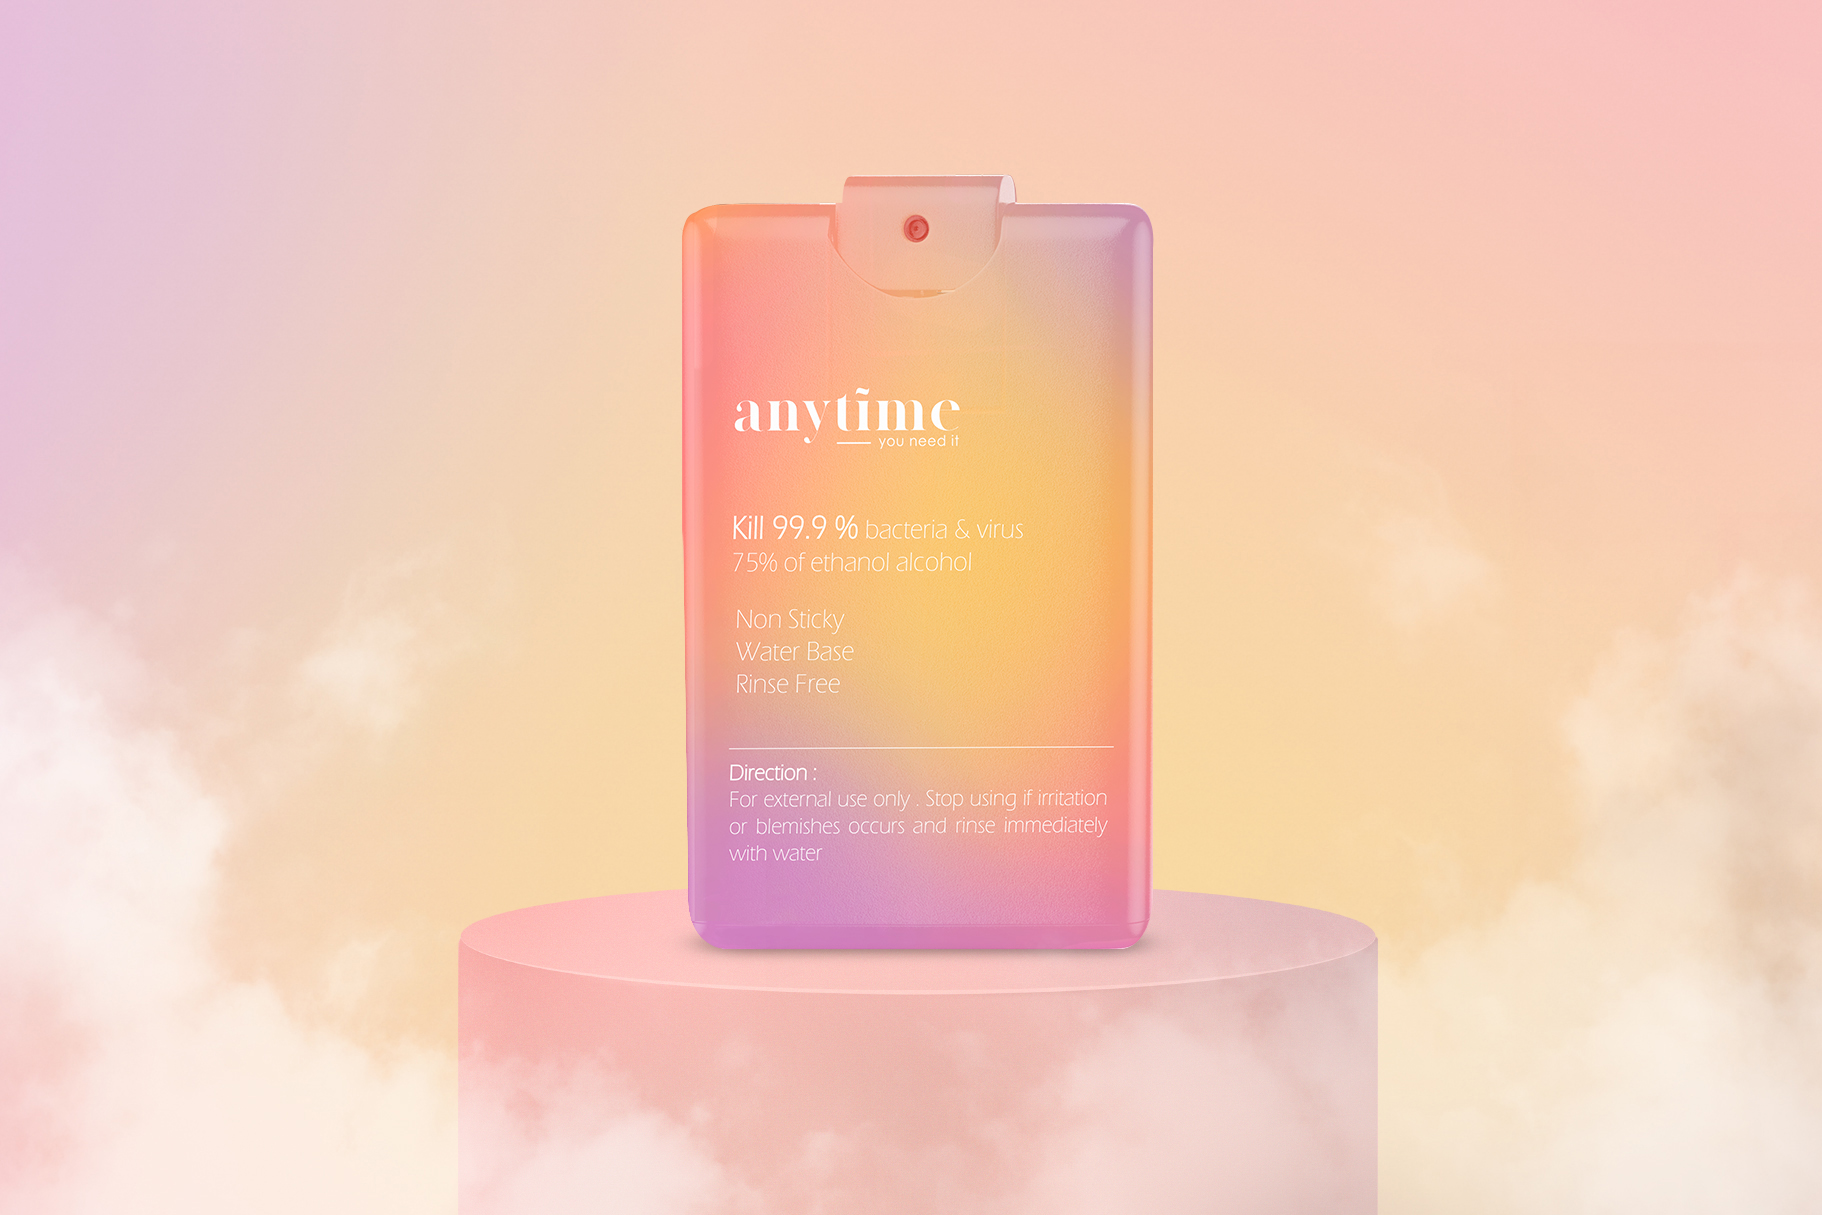 anytime
you need it
Kill 99.9 % bacteria & virus
75% of ethanol alcohol
Non Sticky
Water Base
Rinse Free
Direction :
For external use only . Stop using if irritation
or blemishes occurs and rinse immediately
with water